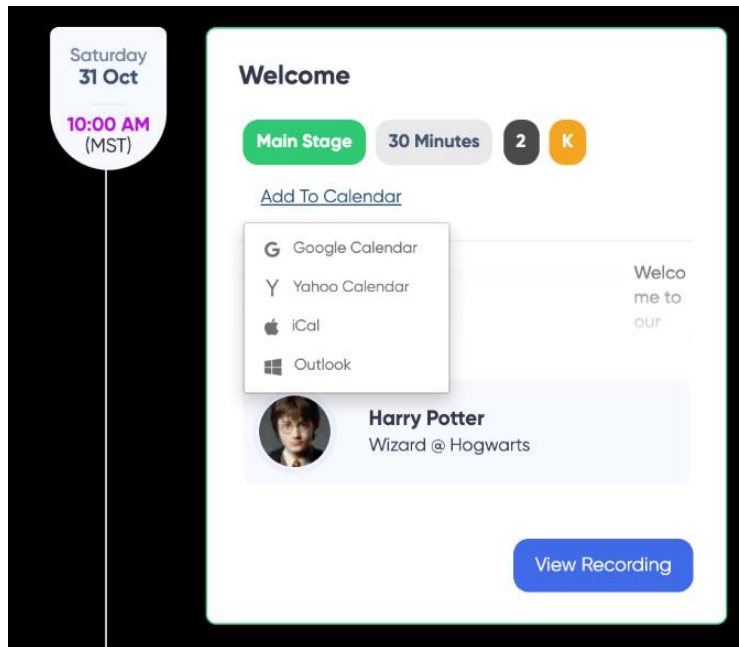 Saturday
31 Oct
10:00 AM
(MST)
Welcome
Main Stage
30 Minutes
2
K
Add To Calendar
Google Calendar
Yahoo Calendar
iCal
Outlook
Welco
me to
our
Harry Potter
Wizard @ Hogwarts
View Recording